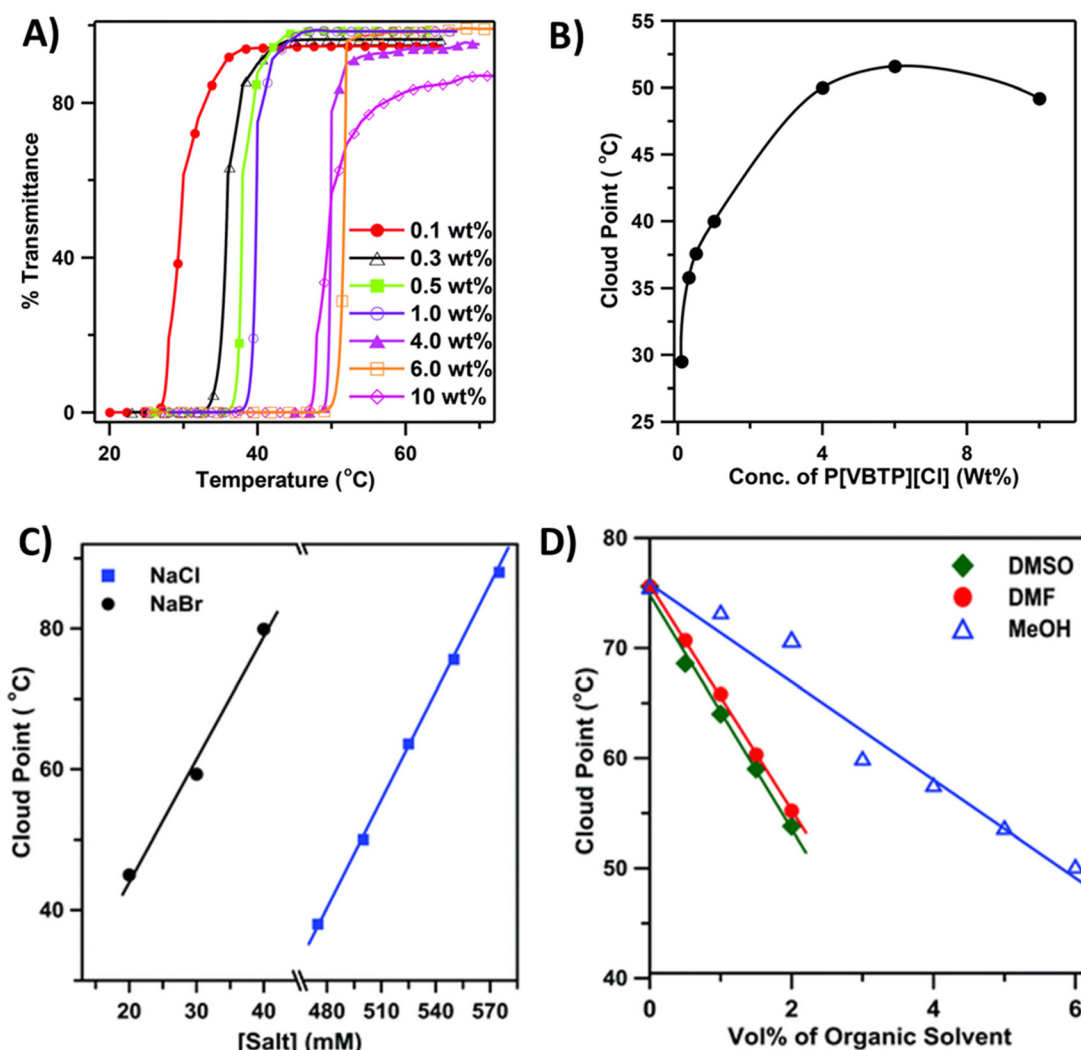 A)
% Transmittance
80
40
0
20
40
60
Temperature (°C)
0.1 wt%
0.3 wt%
0.5 wt%
1.0 wt%
4.0 wt%
6.0 wt%
10 wt%
B)
Cloud Point (°C)
55
50
45
40
35
30
25
0
4
8
Conc. of P[VBTP][Cl] (Wt%)
C)
NaCl
NaBr
Cloud Point (°C)
80
60
40
20
30
40
480
510
540
570
[Salt] (mM)
D)
DMSO
DMF
MeOH
Cloud Point (°C)
80
70
60
50
40
0
2
4
6
Vol% of Organic Solvent